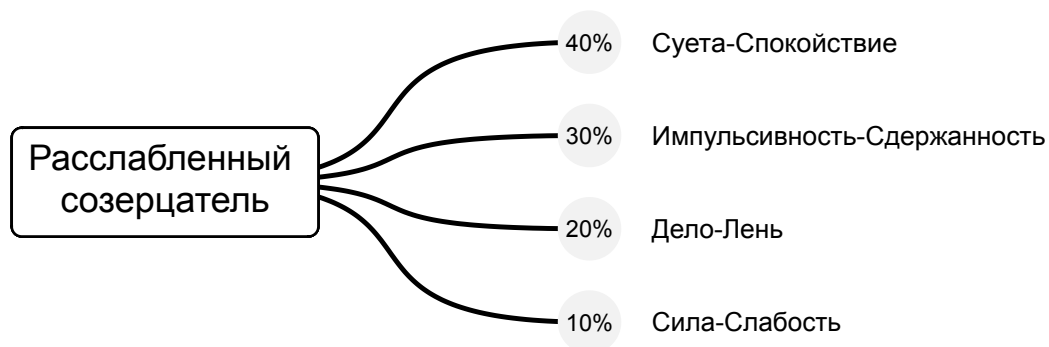 Расслабленный
созерцатель
40% Суета-Спокойствие
30% Импульсивность-Сдержанность
20% Дело-Лень
10% Сила-Слабость